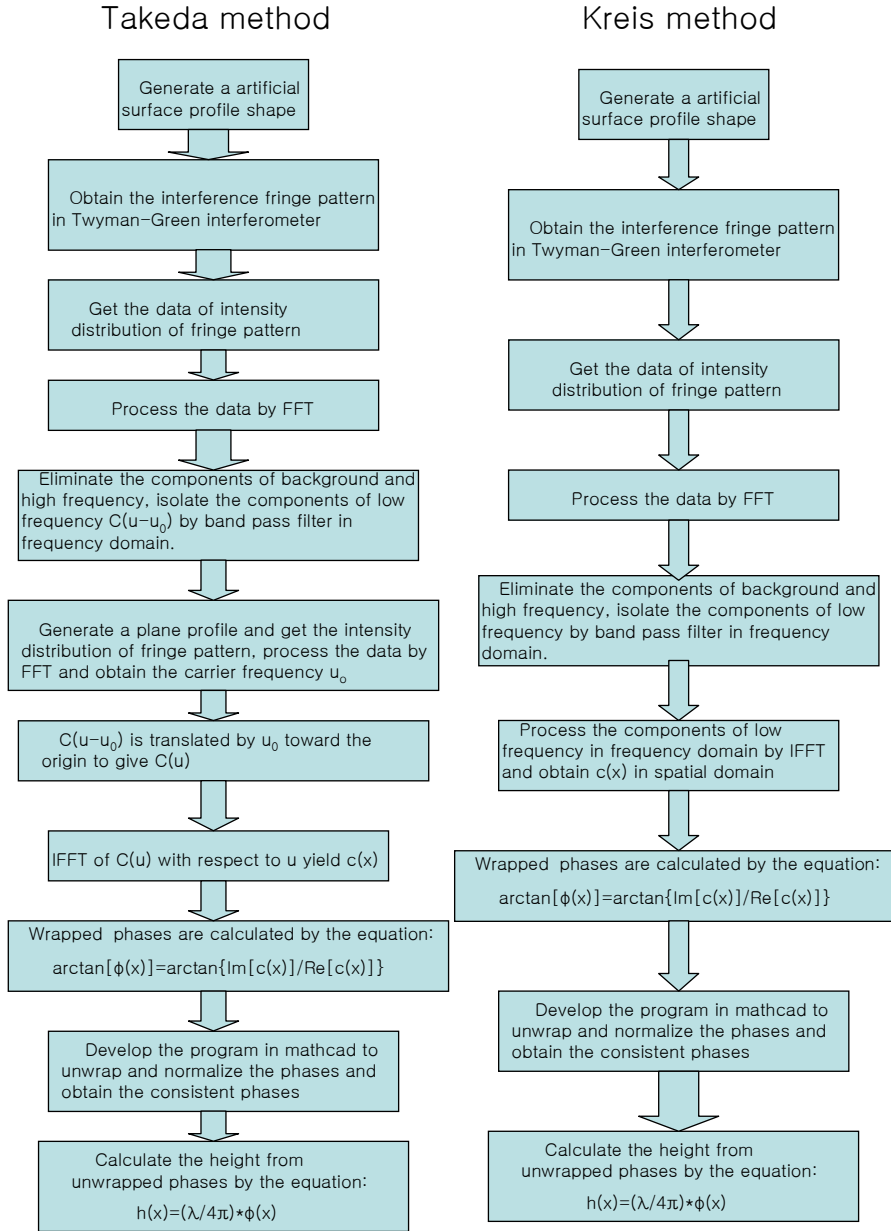 Takeda method
Generate a artificial
surface profile shape
Obtain the interference fringe pattern
in Twyman-Green interferometer
Get the data of intensity
distribution of fringe pattern
Process the data by FFT
Eliminate the components of background and
high frequency, isolate the components of low
frequency C(u-u₀) by band pass filter in
frequency domain.
Generate a plane profile and get the intensity
distribution of fringe pattern, process the data by
FFT and obtain the carrier frequency uₒ
C(u-u₀) is translated by u₀ toward the
origin to give C(u)
IFFT of C(u) with respect to u yield c(x)
Wrapped phases are calculated by the equation:
arctan[ϕ(x)]=arctan{Im[c(x)]/Re[c(x)]}
Develop the program in mathcad to
unwrap and normalize the phases and
obtain the consistent phases
Calculate the height from
unwrapped phases by the equation:
h(x)=(λ/4π)*ϕ(x)
Kreis method
Generate a artificial
surface profile shape
Obtain the interference fringe pattern
in Twyman-Green interferometer
Get the data of intensity
distribution of fringe pattern
Process the data by FFT
Eliminate the components of background and
high frequency, isolate the components of low
frequency by band pass filter in frequency
domain.
Process the components of low
frequency in frequency domain by IFFT
and obtain c(x) in spatial domain
Wrapped phases are calculated by the equation:
arctan[ϕ(x)]=arctan{Im[c(x)]/Re[c(x)]}
Develop the program in mathcad to
unwrap and normalize the phases and
obtain the consistent phases
Calculate the height from
unwrapped phases by the equation:
h(x)=(λ/4π)*ϕ(x)